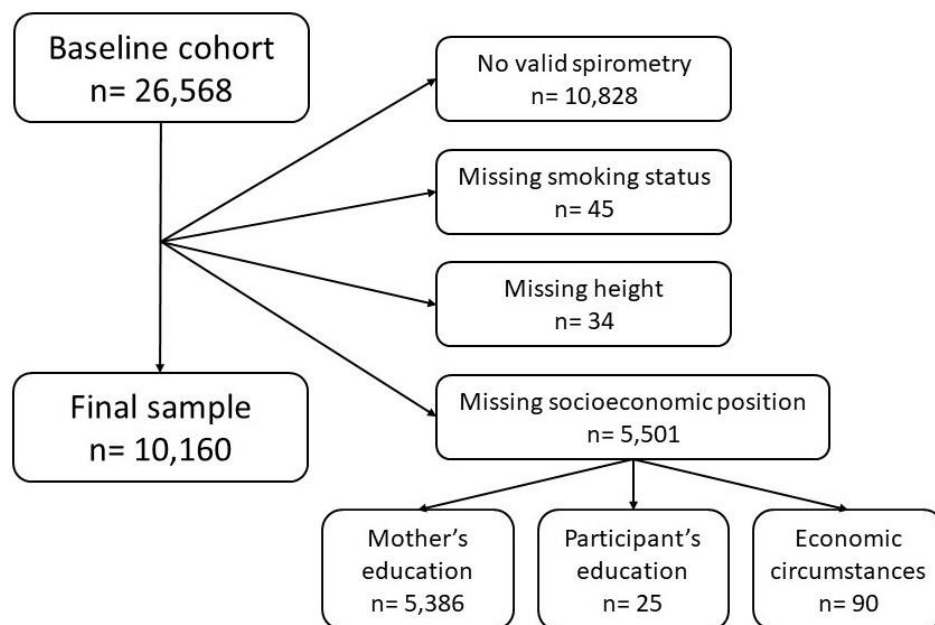 Baseline cohort
n= 26,568
No valid spirometry
n= 10,828
Missing smoking status
n= 45
Missing height
n= 34
Final sample
n= 10,160
Missing socioeconomic position
n= 5,501
Mother’s
education
n= 5,386
Participant’s
education
n= 25
Economic
circumstances
n= 90